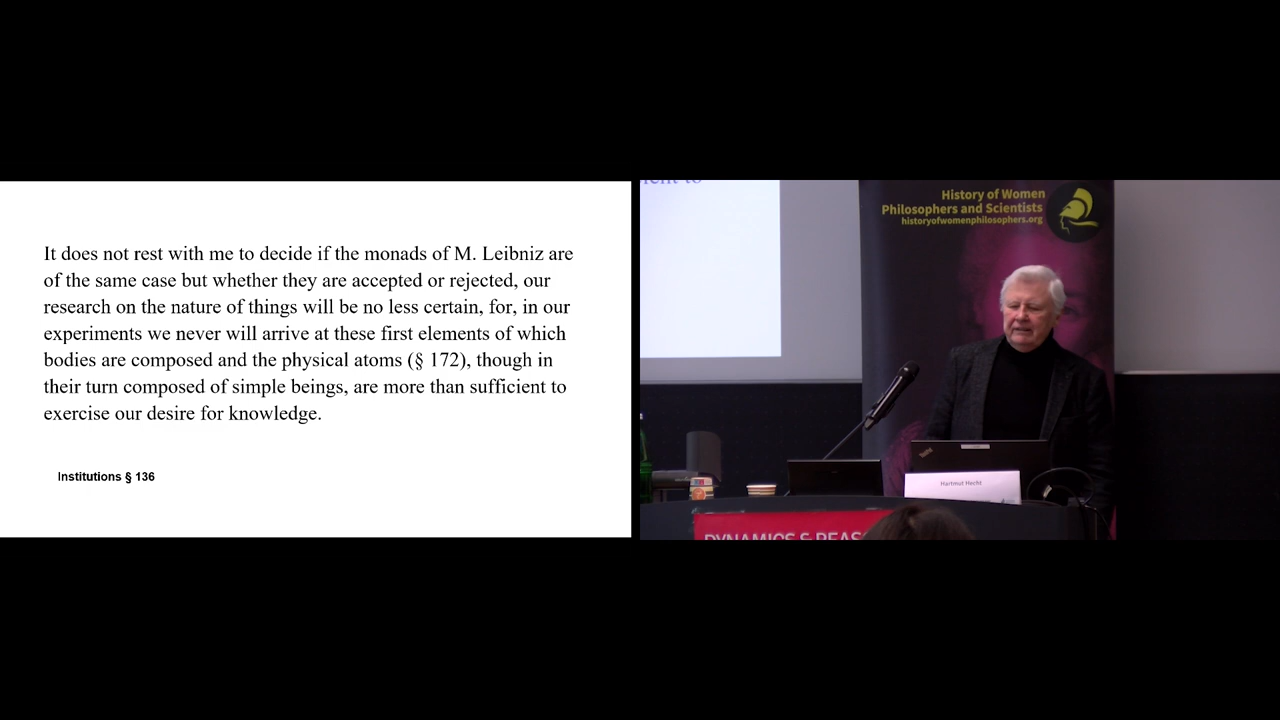 It does not rest with me to decide if the monads of M. Leibniz are
of the same case but whether they are accepted or rejected, our
research on the nature of things will be no less certain, for, in our
experiments we never will arrive at these first elements of which
bodies are composed and the physical atoms (§ 172), though in
their turn composed of simple beings, are more than sufficient to
exercise our desire for knowledge.
Institutions § 136
History of Women
Philosophers and Scientists
historyofwomenphilosophers.org
ThinkPad
Hartmut Hecht
DYNAMICS & REAS